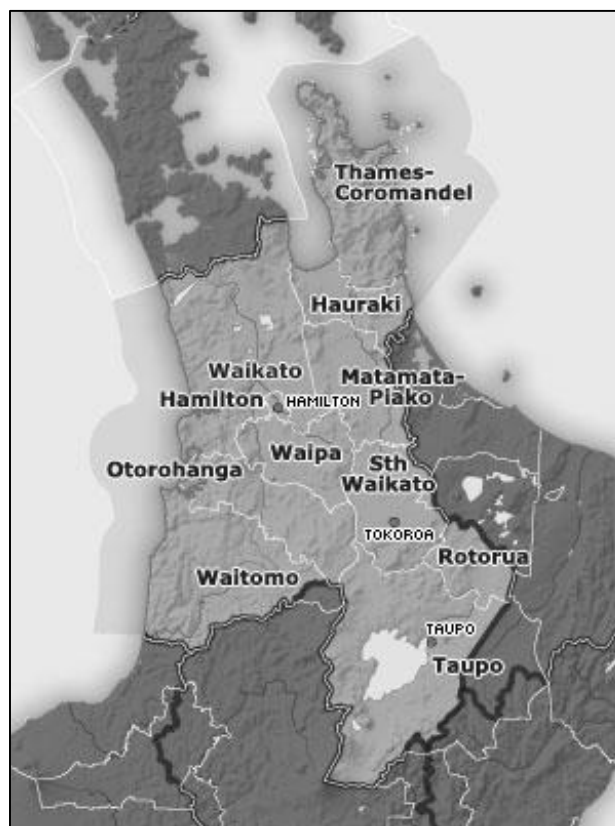 Thames-
Coromandel
Hauraki
Waikato
Matamata-
Piako
Hamilton
HAMILTON
Waipa
Sth
Waikato
Otorohanga
TOKOROA
Rotorua
Waitomo
TAUPO
Taupo